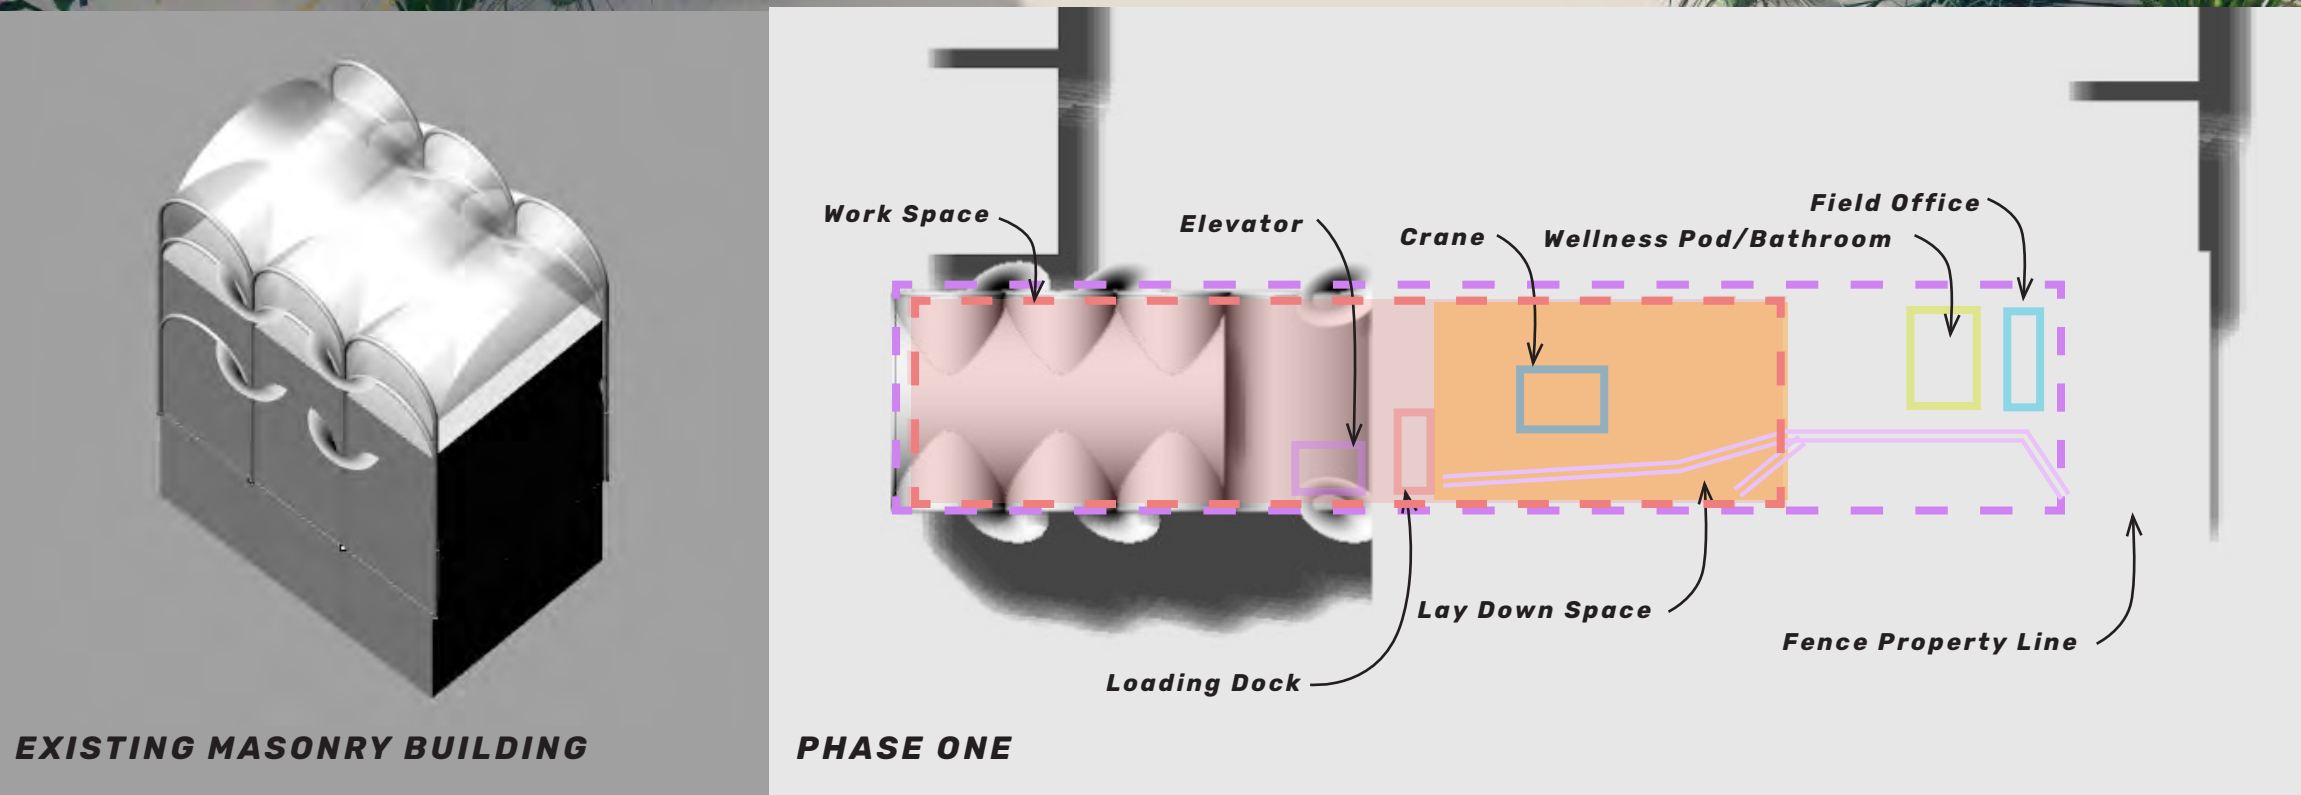 Work Space
Elevator
Crane
Wellness Pod/Bathroom
Field Office
Lay Down Space
Fence Property Line
Loading Dock
EXISTING MASONRY BUILDING
PHASE ONE